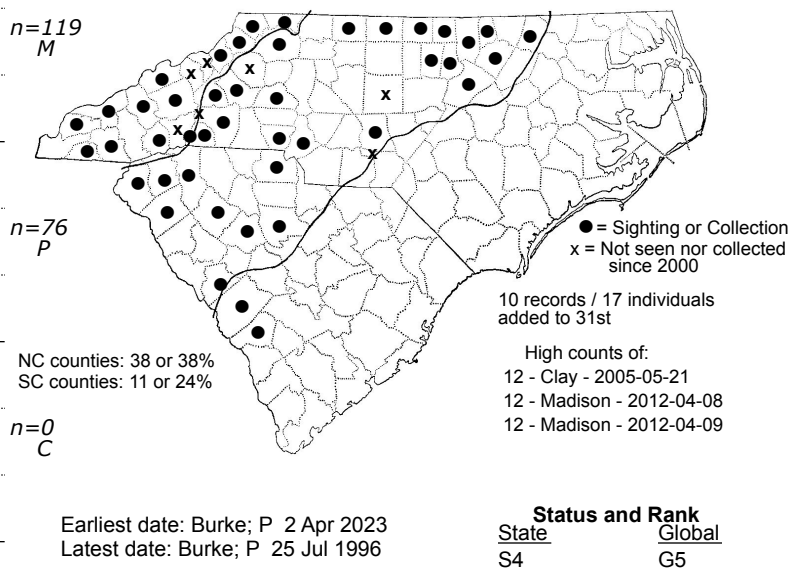 n=119
M
n=76
P
n=0
C
● = Sighting or Collection
x = Not seen nor collected
since 2000
10 records / 17 individuals
added to 31st
NC counties: 38 or 38%
SC counties: 11 or 24%
High counts of:
12 - Clay - 2005-05-21
12 - Madison - 2012-04-08
12 - Madison - 2012-04-09
Earliest date: Burke; P 2 Apr 2023
Latest date: Burke; P 25 Jul 1996
Status and Rank
State Global
S4 G5